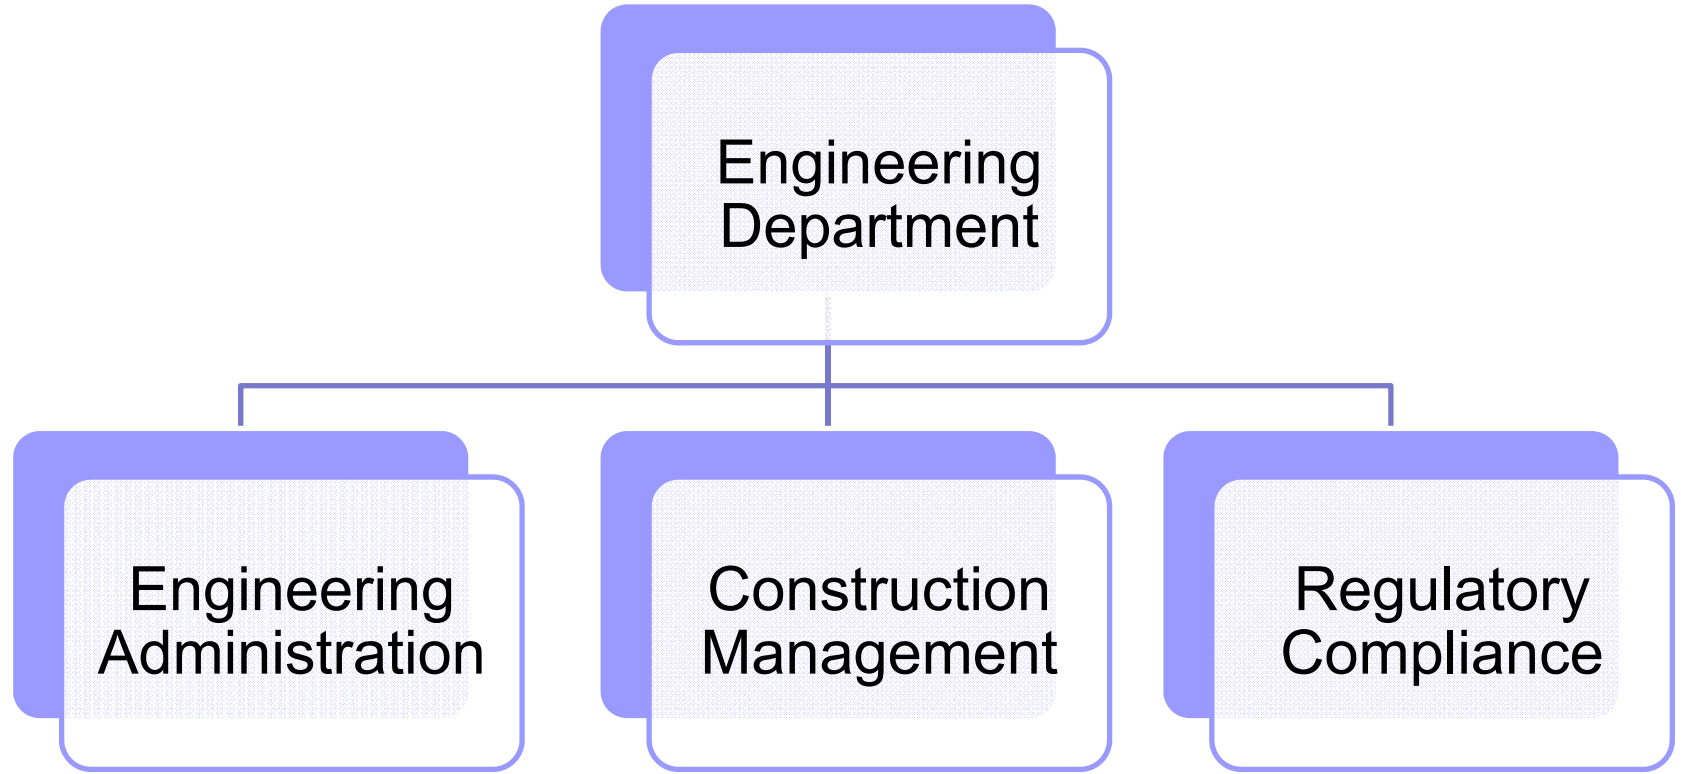 Engineering
Department
Engineering
Administration
Construction
Management
Regulatory
Compliance